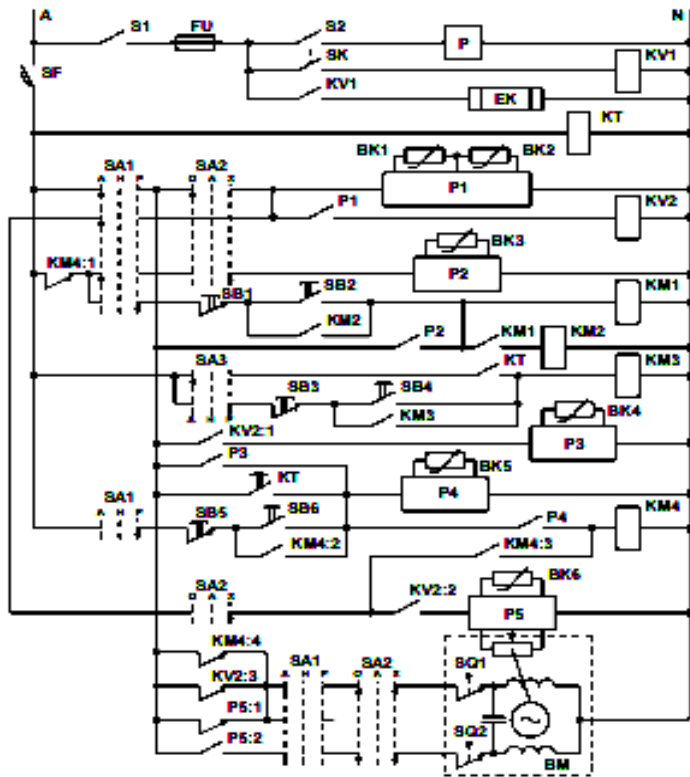 A N
S1 FU S2 P
SK
SF KV1 KV1
EK
KT
BK1 BK2
SA1 SA2
P1
P1 KV2
BK3
KM4:1 P2
SB1 SB2 KM1
KM2
P2 KM1 KM2
SA3 KT KM3
SB3 SB4
KM3 BK4
KV2:1
P3 P3
BK5
KT
P4
SA1 SB5 SB6 P4 KM4
KM4:2 KM4:3
SA2 KV2:2 BK6
P5
KM4:4
SA1 SA2 SQ1
KV2:3
P5:1
SQ2
P5:2
BM